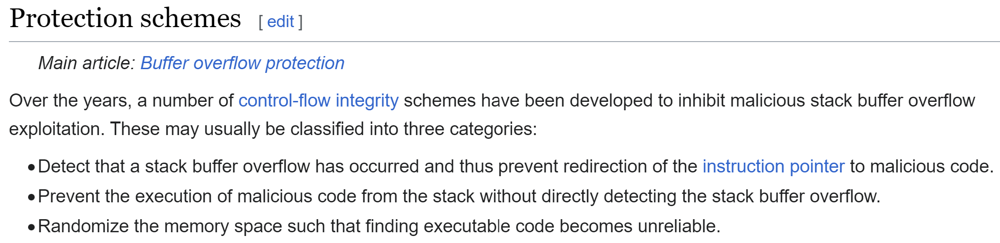 Protection schemes [ edit ]
Main article: Buffer overflow protection
Over the years, a number of control-flow integrity schemes have been developed to inhibit malicious stack buffer overflow
exploitation. These may usually be classified into three categories:
•Detect that a stack buffer overflow has occurred and thus prevent redirection of the instruction pointer to malicious code.
•Prevent the execution of malicious code from the stack without directly detecting the stack buffer overflow.
•Randomize the memory space such that finding executable code becomes unreliable.